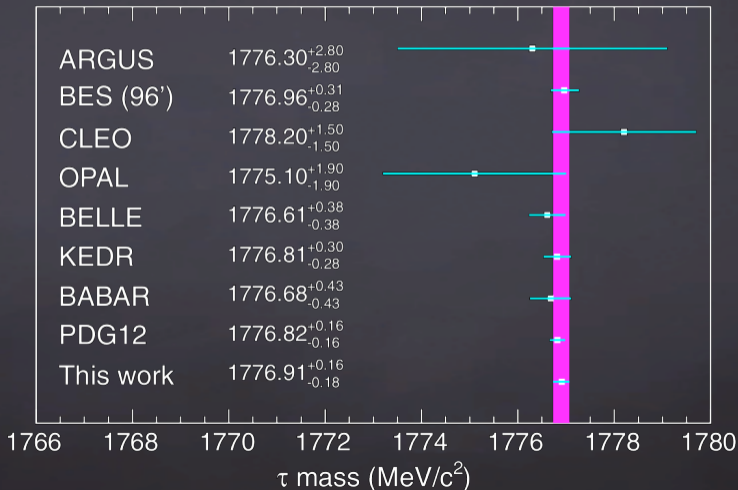 ARGUS 1776.30 +2.80 -2.80
BES (96') 1776.96 +0.31 -0.28
CLEO 1778.20 +1.50 -1.50
OPAL 1775.10 +1.90 -1.90
BELLE 1776.61 +0.38 -0.38
KEDR 1776.81 +0.30 -0.28
BABAR 1776.68 +0.43 -0.43
PDG12 1776.82 +0.16 -0.16
This work 1776.91 +0.16 -0.18
1766 1768 1770 1772 1774 1776 1778 1780
τ mass (MeV/c²)